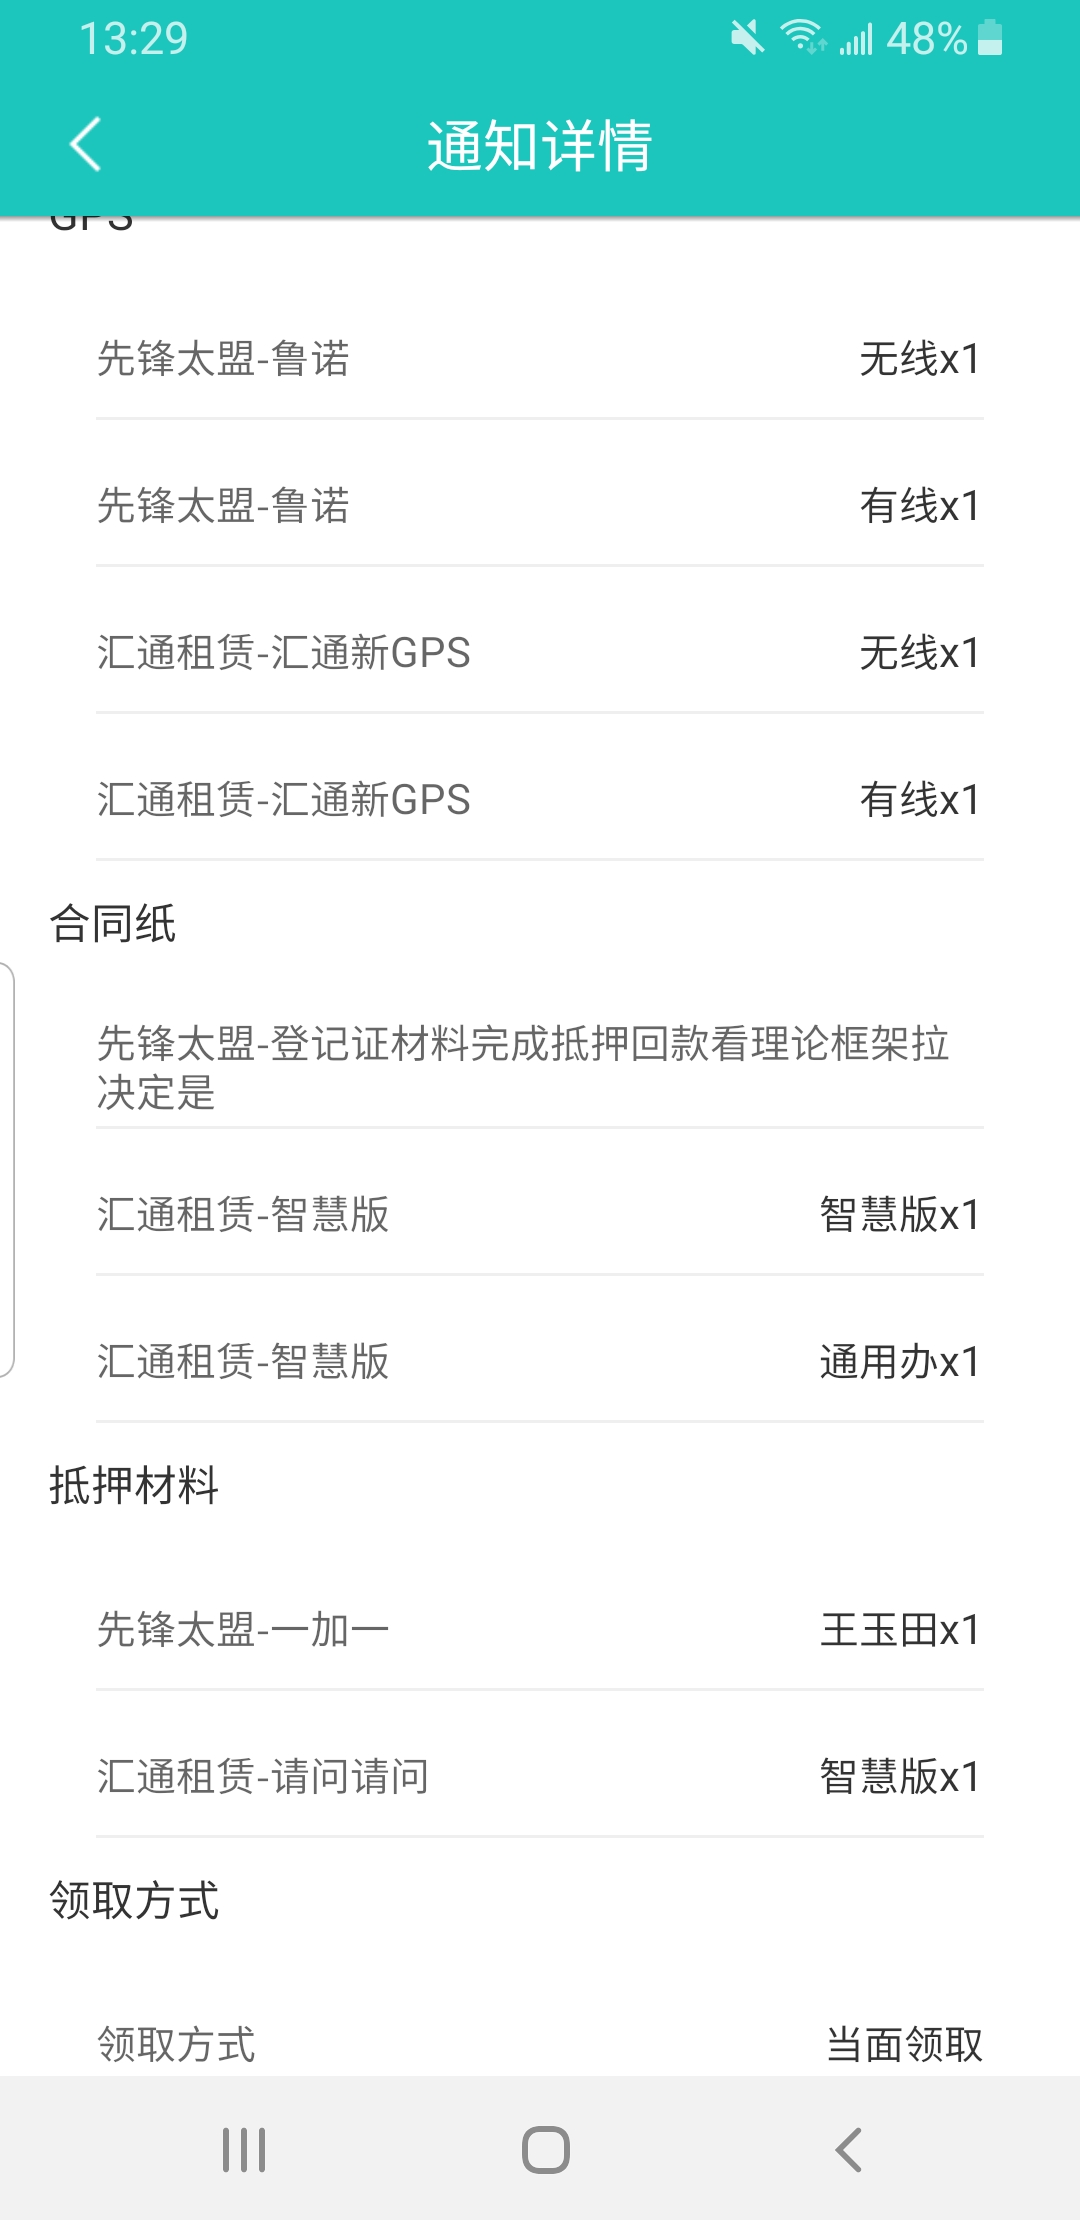 13:29 48%
通知详情
GPS
先锋太盟-鲁诺 无线x1
先锋太盟-鲁诺 有线x1
汇通租赁-汇通新GPS 无线x1
汇通租赁-汇通新GPS 有线x1
合同纸
先锋太盟-登记证材料完成抵押回款看理论框架拉
决定是
汇通租赁-智慧版 智慧版x1
汇通租赁-智慧版 通用办x1
抵押材料
先锋太盟-一加一 王玉田x1
汇通租赁-请问请问 智慧版x1
领取方式
领取方式 当面领取